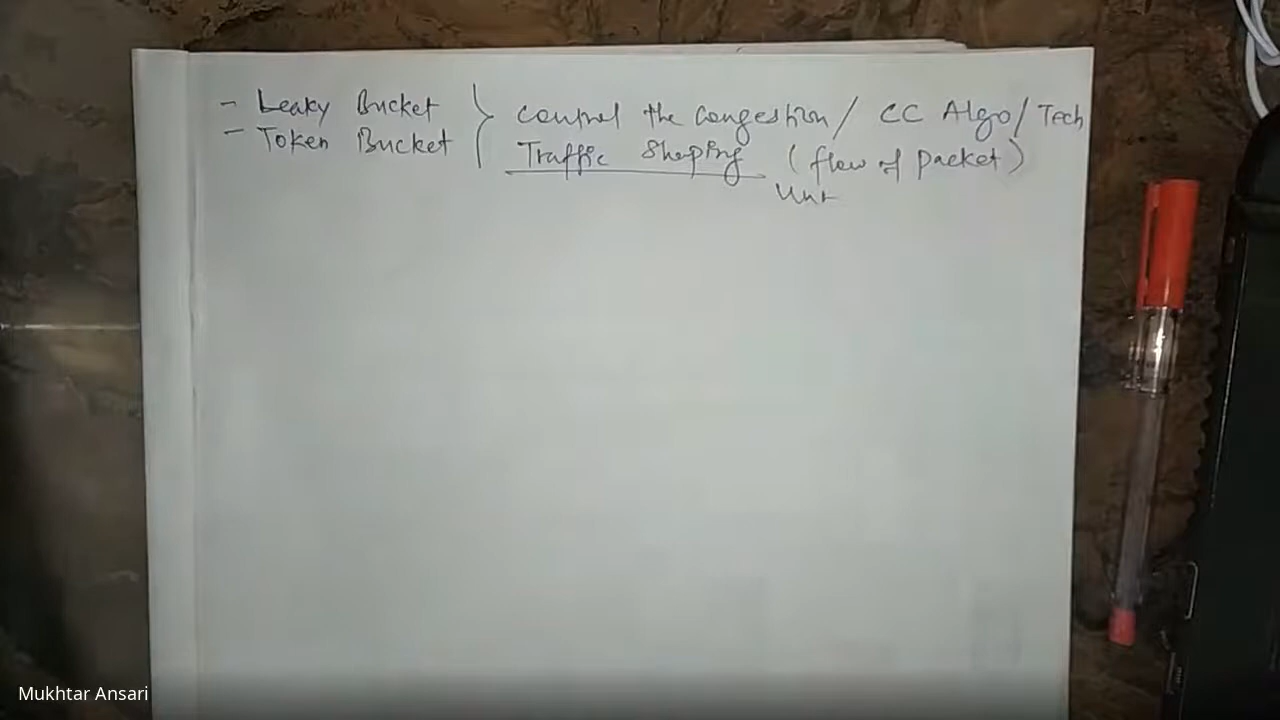 - Leaky Bucket } control the congestion/ CC Algo/Tech
- Token Bucket Traffic Shaping (flow of packet)
Mukhtar Ansari